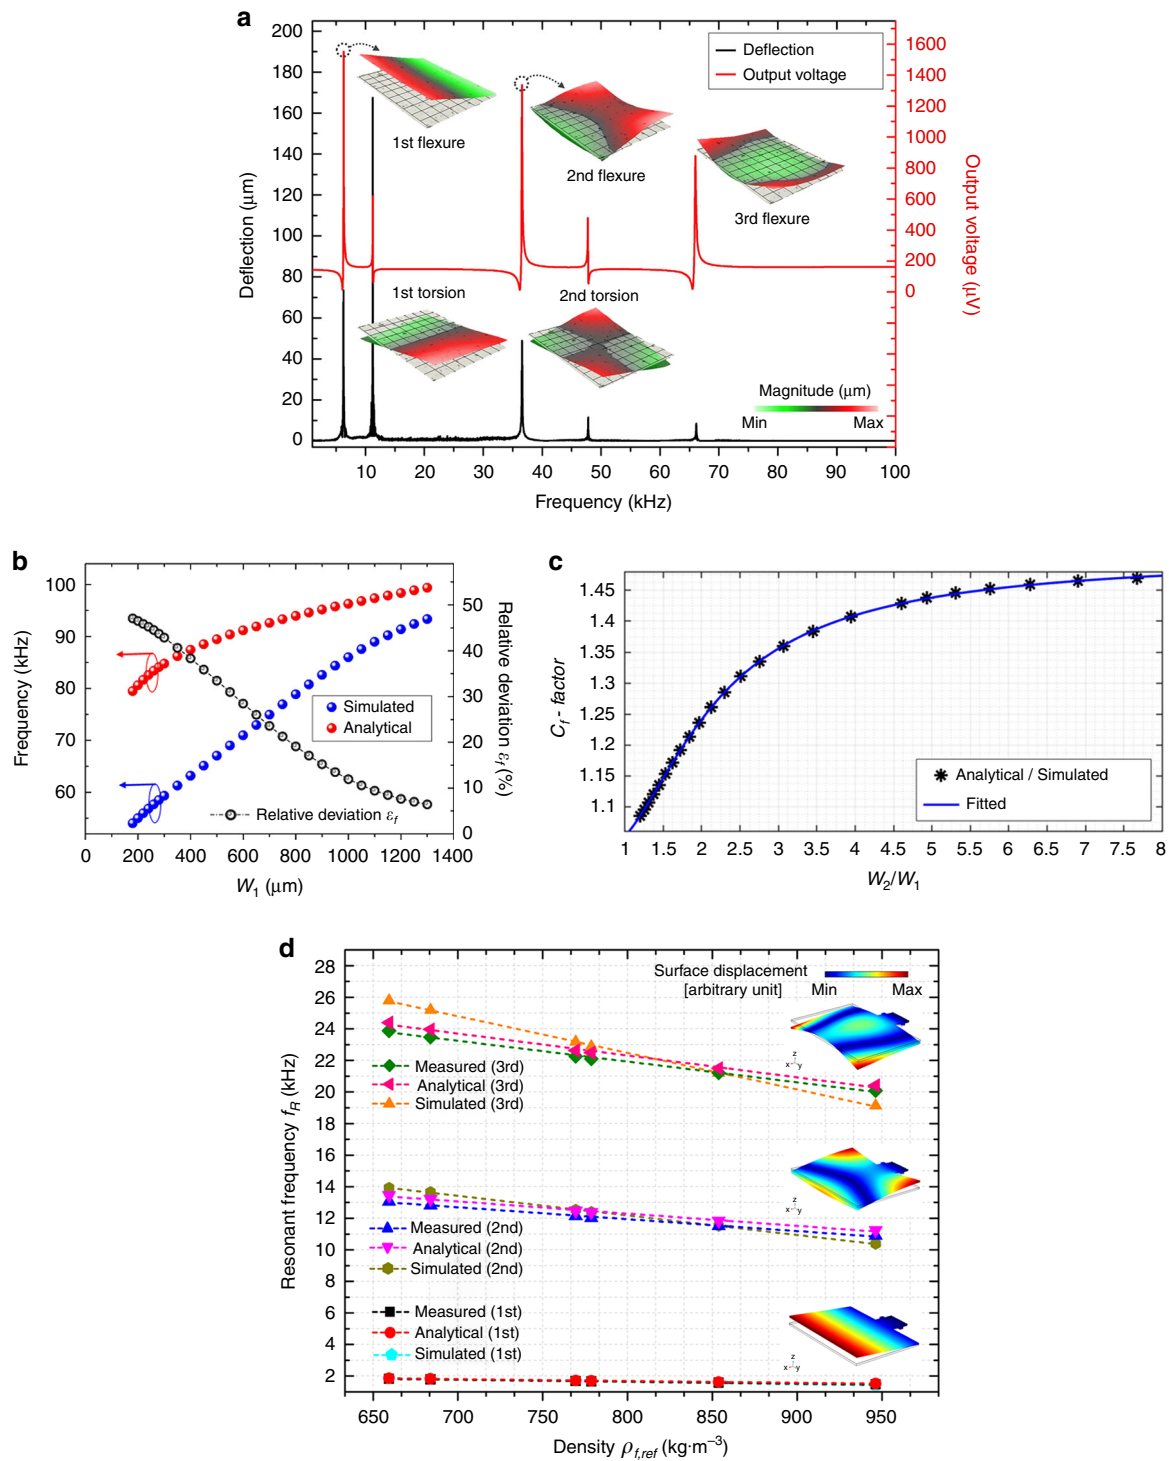 a
200
180
160
140
120
100
80
60
40
20
0
Deflection (μm)
Deflection
Output voltage
1600
1400
1200
1000
800
600
400
200
0
Output voltage (μV)
1st flexure
2nd flexure
3rd flexure
1st torsion
2nd torsion
Magnitude (μm)
Min Max
10 20 30 40 50 60 70 80 90 100
Frequency (kHz)
b
100
90
80
70
60
Frequency (kHz)
50
40
30
20
10
0
Relative deviation εf (%)
Simulated
Analytical
Relative deviation εf
0 200 400 600 800 1000 1200 1400
W1 (μm)
c
1.45
1.4
1.35
1.3
1.25
1.2
1.15
1.1
Cf - factor
Analytical / Simulated
Fitted
1 1.5 2 2.5 3 3.5 4 4.5 5 5.5 6 6.5 7 7.5 8
W2/W1
d
28
26
24
22
20
18
16
14
12
10
8
6
4
2
Resonant frequency fR (kHz)
Surface displacement
[arbitrary unit]
Min Max
Measured (3rd)
Analytical (3rd)
Simulated (3rd)
z
x y
Measured (2nd)
Analytical (2nd)
Simulated (2nd)
z
x y
Measured (1st)
Analytical (1st)
Simulated (1st)
z
x y
650 700 750 800 850 900 950
Density ρf,ref (kg·m−3)